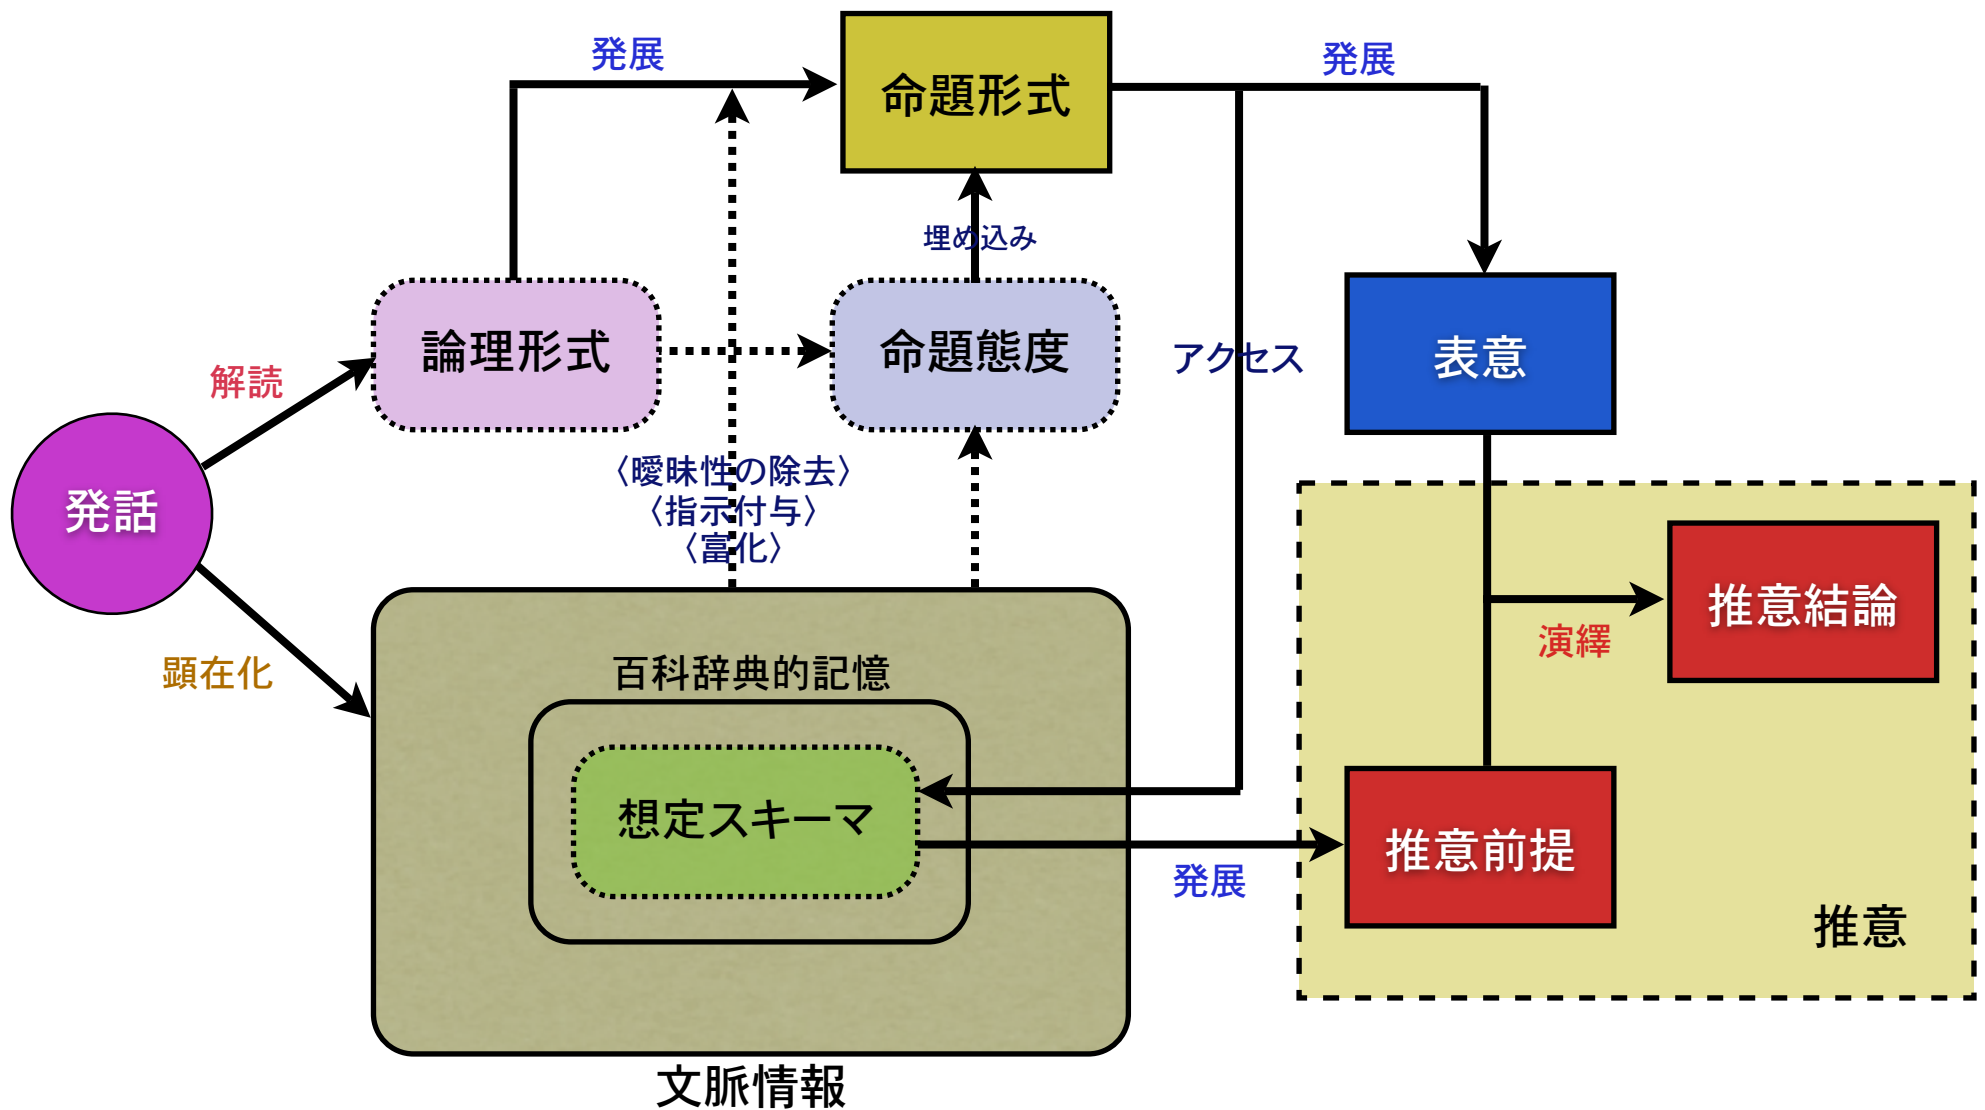 発展
命題形式
発展
埋め込み
論理形式
命題態度
アクセス
表意
解読
発話
〈曖昧性の除去〉
〈指示付与〉
〈富化〉
顕在化
百科辞典的記憶
想定スキーマ
文脈情報
発展
推意結論
演繹
推意前提
推意